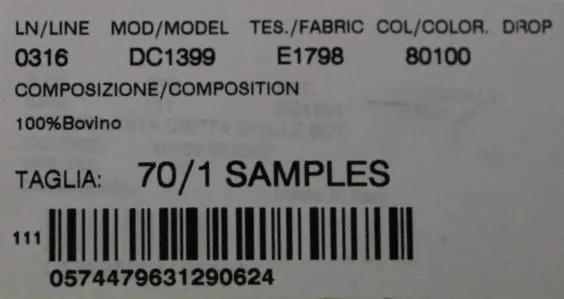 LN/LINE MOD/MODEL TES./FABRIC COL/COLOR. DROP
0316 DC1399 E1798 80100
COMPOSIZIONE/COMPOSITION
100%Bovino
TAGLIA: 70/1 SAMPLES
111
0574479631290624